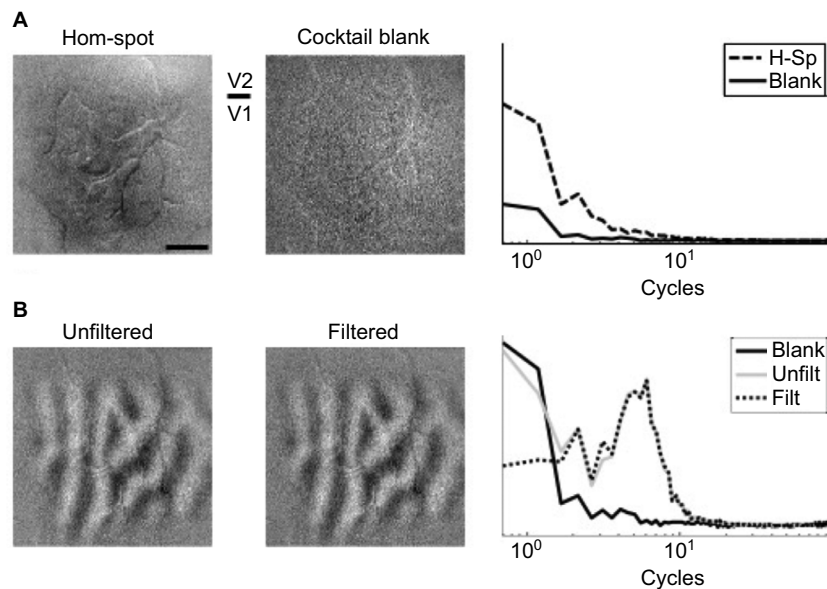 A
Hom-spot
V2
V1
Cocktail blank
H-Sp
Blank
10⁰
10¹
Cycles
B
Unfiltered
Filtered
Blank
Unfilt
Filt
10⁰
10¹
Cycles